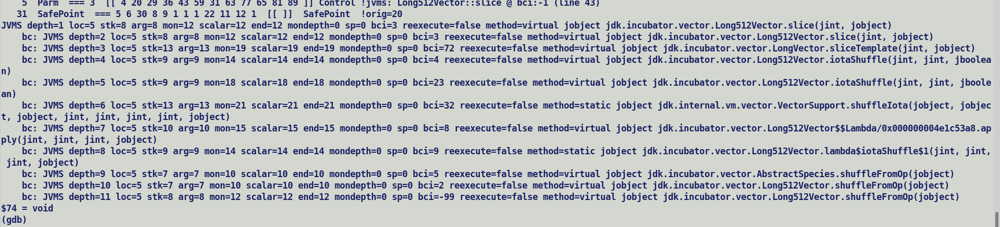 5  Parm  === 3  [[ 4 20 29 36 43 59 31 63 77 65 81 89 ]] Control !jvms: Long512Vector::slice @ bci:-1 (line 43)
   31  SafePoint  === 5 6 30 8 9 1 1 1 22 11 12 1  [[ ]]  SafePoint  !orig=20
JVMS depth=1 loc=5 stk=8 arg=8 mon=12 scalar=12 end=12 mondepth=0 sp=0 bci=3 reexecute=false method=virtual jobject jdk.incubator.vector.Long512Vector.slice(jint, jobject)
    bc: JVMS depth=2 loc=5 stk=8 arg=8 mon=12 scalar=12 end=12 mondepth=0 sp=0 bci=3 reexecute=false method=virtual jobject jdk.incubator.vector.Long512Vector.slice(jint, jobject)
    bc: JVMS depth=3 loc=5 stk=13 arg=13 mon=19 scalar=19 end=19 mondepth=0 sp=0 bci=72 reexecute=false method=virtual jobject jdk.incubator.vector.LongVector.sliceTemplate(jint, jobject)
    bc: JVMS depth=4 loc=5 stk=9 arg=9 mon=14 scalar=14 end=14 mondepth=0 sp=0 bci=4 reexecute=false method=virtual jobject jdk.incubator.vector.Long512Vector.iotaShuffle(jint, jint, jboolea
n)
    bc: JVMS depth=5 loc=5 stk=9 arg=9 mon=18 scalar=18 end=18 mondepth=0 sp=0 bci=23 reexecute=false method=virtual jobject jdk.incubator.vector.Long512Vector.iotaShuffle(jint, jint, jboole
an)
    bc: JVMS depth=6 loc=5 stk=13 arg=13 mon=21 scalar=21 end=21 mondepth=0 sp=0 bci=32 reexecute=false method=static jobject jdk.internal.vm.vector.VectorSupport.shuffleIota(jobject, jobjec
t, jobject, jint, jint, jint, jint, jobject)
    bc: JVMS depth=7 loc=5 stk=10 arg=10 mon=15 scalar=15 end=15 mondepth=0 sp=0 bci=8 reexecute=false method=virtual jobject jdk.incubator.vector.Long512Vector$$Lambda/0x000000004e1c53a8.ap
ply(jint, jint, jint, jobject)
    bc: JVMS depth=8 loc=5 stk=9 arg=9 mon=14 scalar=14 end=14 mondepth=0 sp=0 bci=9 reexecute=false method=static jobject jdk.incubator.vector.Long512Vector.lambda$iotaShuffle$1(jint, jint,
 jint, jobject)
    bc: JVMS depth=9 loc=5 stk=7 arg=7 mon=10 scalar=10 end=10 mondepth=0 sp=0 bci=5 reexecute=false method=virtual jobject jdk.incubator.vector.AbstractSpecies.shuffleFromOp(jobject)
    bc: JVMS depth=10 loc=5 stk=7 arg=7 mon=10 scalar=10 end=10 mondepth=0 sp=0 bci=2 reexecute=false method=virtual jobject jdk.incubator.vector.Long512Vector.shuffleFromOp(jobject)
    bc: JVMS depth=11 loc=5 stk=8 arg=8 mon=12 scalar=12 end=12 mondepth=0 sp=0 bci=-99 reexecute=false method=virtual jobject jdk.incubator.vector.Long512Vector.shuffleFromOp(jobject)
$74 = void
(gdb)